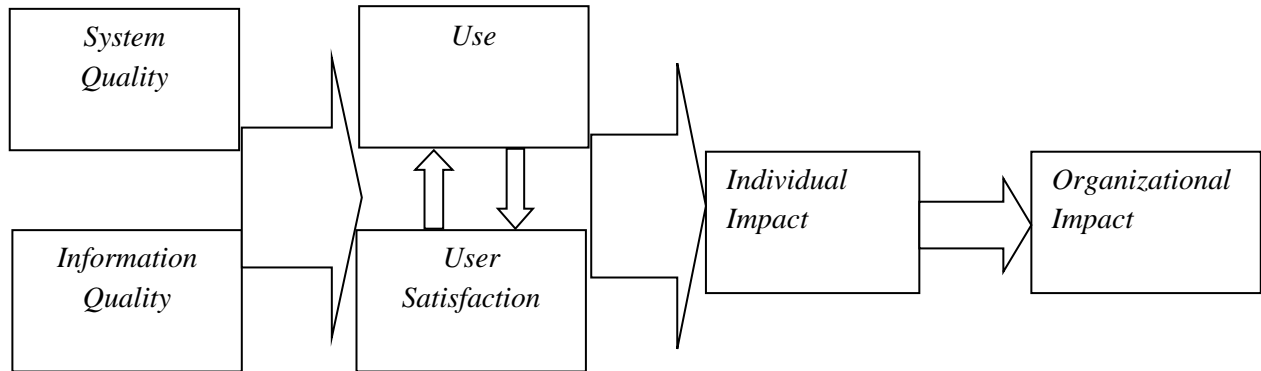 System
Quality
Use
Information
Quality
User
Satisfaction
Individual
Impact
Organizational
Impact